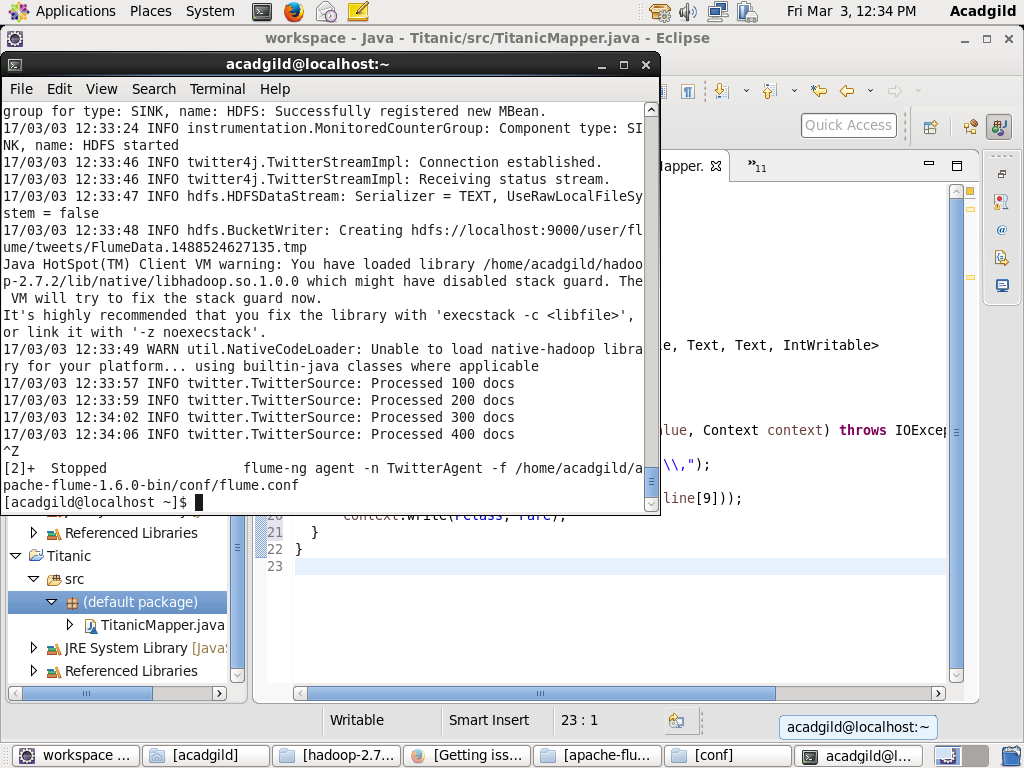 Applications Places System Fri Mar 3, 12:34 PM Acadgild
workspace - Java - Titanic/src/TitanicMapper.java - Eclipse
acadgild@localhost:~
File Edit View Search Terminal Help
group for type: SINK, name: HDFS: Successfully registered new MBean.
17/03/03 12:33:24 INFO instrumentation.MonitoredCounterGroup: Component type: SI
NK, name: HDFS started
17/03/03 12:33:46 INFO twitter4j.TwitterStreamImpl: Connection established.
17/03/03 12:33:46 INFO twitter4j.TwitterStreamImpl: Receiving status stream.
17/03/03 12:33:47 INFO hdfs.HDFSDataStream: Serializer = TEXT, UseRawLocalFileSy
stem = false
17/03/03 12:33:48 INFO hdfs.BucketWriter: Creating hdfs://localhost:9000/user/fl
ume/tweets/FlumeData.1488524627135.tmp
Java HotSpot(TM) Client VM warning: You have loaded library /home/acadgild/hadoo
p-2.7.2/lib/native/libhadoop.so.1.0.0 which might have disabled stack guard. The
 VM will try to fix the stack guard now.
It's highly recommended that you fix the library with 'execstack -c <libfile>',
or link it with '-z noexecstack'.
17/03/03 12:33:49 WARN util.NativeCodeLoader: Unable to load native-hadoop libra
ry for your platform... using builtin-java classes where applicable
17/03/03 12:33:57 INFO twitter.TwitterSource: Processed 100 docs
17/03/03 12:33:59 INFO twitter.TwitterSource: Processed 200 docs
17/03/03 12:34:02 INFO twitter.TwitterSource: Processed 300 docs
17/03/03 12:34:06 INFO twitter.TwitterSource: Processed 400 docs
^Z
[2]+  Stopped                 flume-ng agent -n TwitterAgent -f /home/acadgild/a
pache-flume-1.6.0-bin/conf/flume.conf
[acadgild@localhost ~]$
Quick Access
lapper. »11
e, Text, Text, IntWritable>
lue, Context context) throws IOExcep
\\,");
line[9]));
21 }
22 }
23
Referenced Libraries
Titanic
src
(default package)
TitanicMapper.java
JRE System Library [Java
Referenced Libraries
Writable Smart Insert 23 : 1
acadgild@localhost:~
workspace ... [acadgild] [hadoop-2.7... [Getting iss... [apache-flu... [conf] acadgild@l...